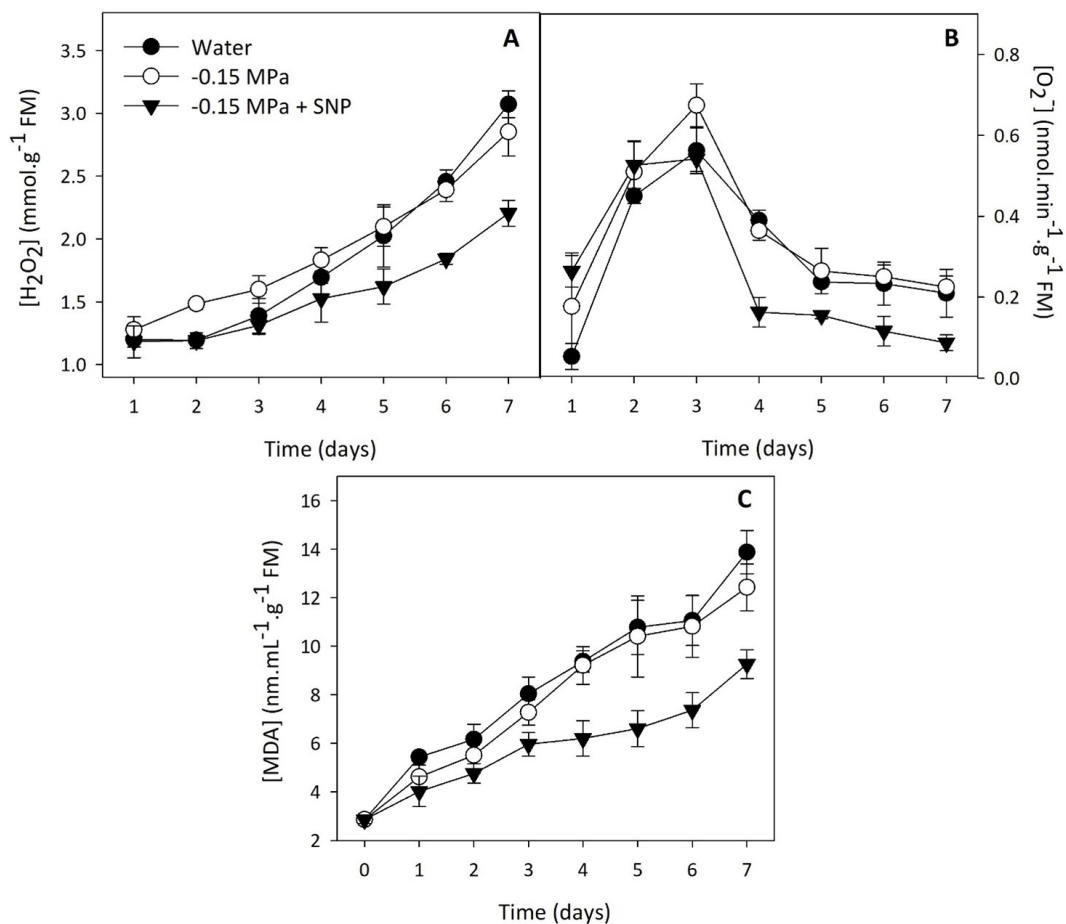 A
Water
-0.15 MPa
-0.15 MPa + SNP
[H₂O₂] (mmol.g⁻¹ FM)
3.5
3.0
2.5
2.0
1.5
1.0
1 2 3 4 5 6 7
Time (days)
B
[O₂⁻] (nmol.min⁻¹.g⁻¹ FM)
0.8
0.6
0.4
0.2
0.0
1 2 3 4 5 6 7
Time (days)
C
[MDA] (nm.mL⁻¹.g⁻¹ FM)
16
14
12
10
8
6
4
2
0 1 2 3 4 5 6 7
Time (days)